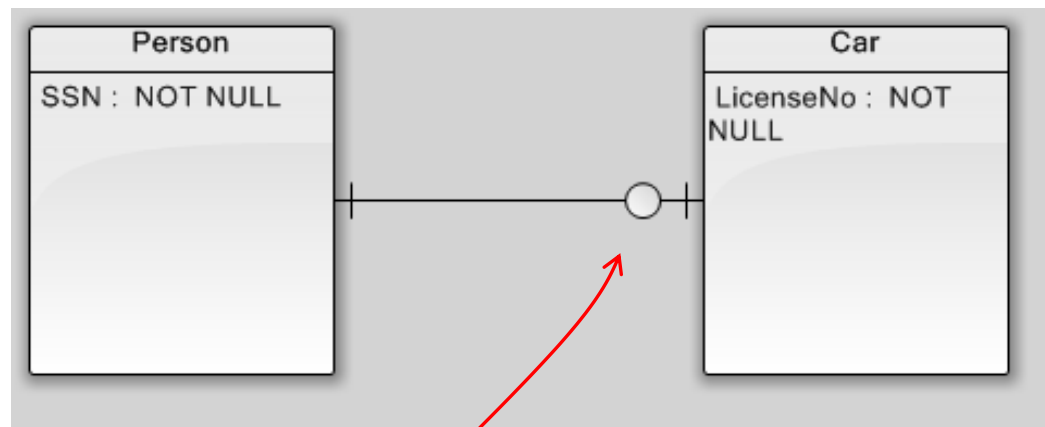 Person
SSN : NOT NULL
Car
LicenseNo : NOT
NULL